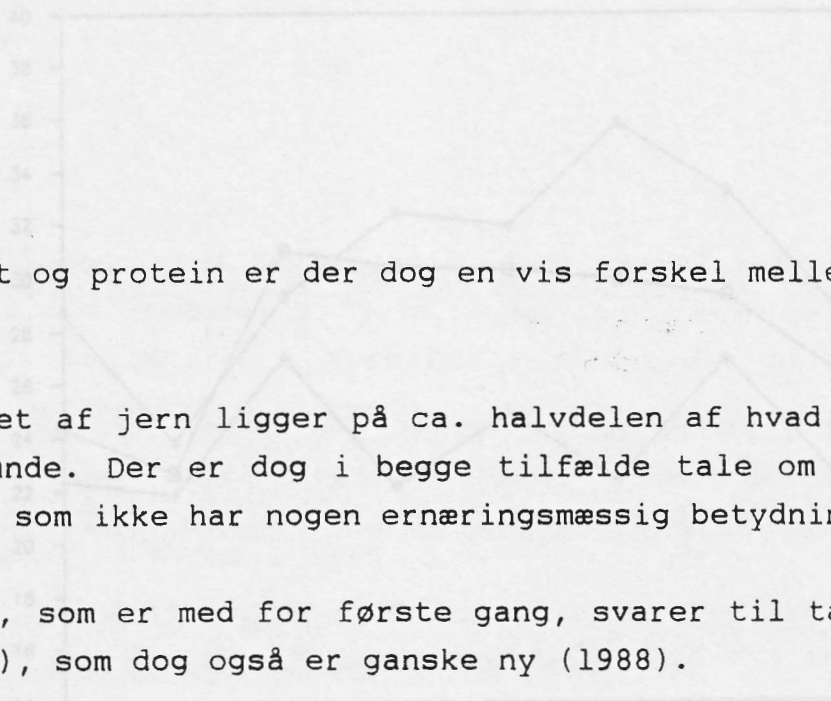 t og protein er der dog en vis forskel melle
et af jern ligger på ca. halvdelen af hvad
unde. Der er dog i begge tilfælde tale om
som ikke har nogen ernæringsmæssig betydnin
, som er med for første gang, svarer til ta
), som dog også er ganske ny (1988).